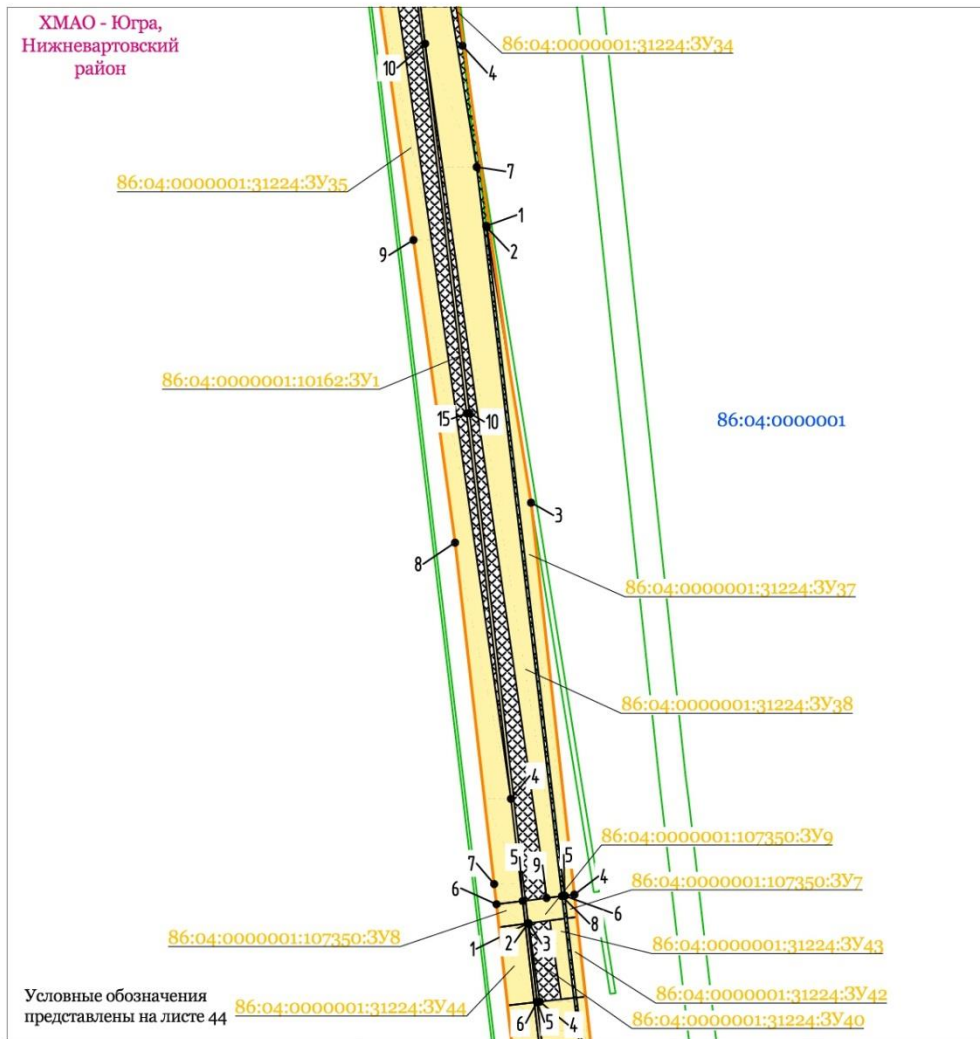 ХМАО - Югра,
Нижневартовский
район
86:04:0000001:31224:ЗУ34
10
4
7
86:04:0000001:31224:ЗУ35
1
2
9
86:04:0000001:10162:ЗУ1
15
10
86:04:0000001
3
8
86:04:0000001:31224:ЗУ37
86:04:0000001:31224:ЗУ38
4
86:04:0000001:107350:ЗУ9
5
9
5
4
7
86:04:0000001:107350:ЗУ7
6
6
8
86:04:0000001:107350:ЗУ8
1
2
3
86:04:0000001:31224:ЗУ43
Условные обозначения
представлены на листе 44
86:04:0000001:31224:ЗУ44
86:04:0000001:31224:ЗУ42
6
5
4
86:04:0000001:31224:ЗУ40